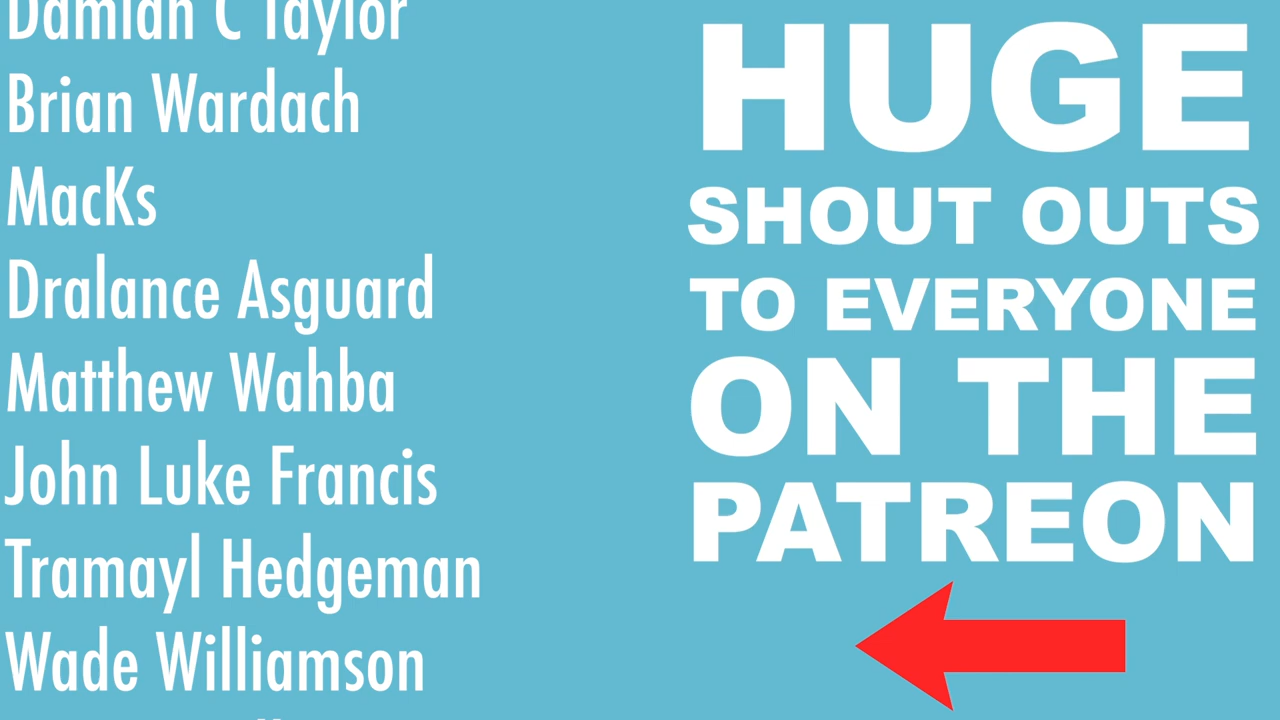 Damian C Taylor
Brian Wardach
MacKs
Dralance Asguard
Matthew Wahba
John Luke Francis
Tramayl Hedgeman
Wade Williamson
HUGE
SHOUT OUTS
TO EVERYONE
ON THE
PATREON